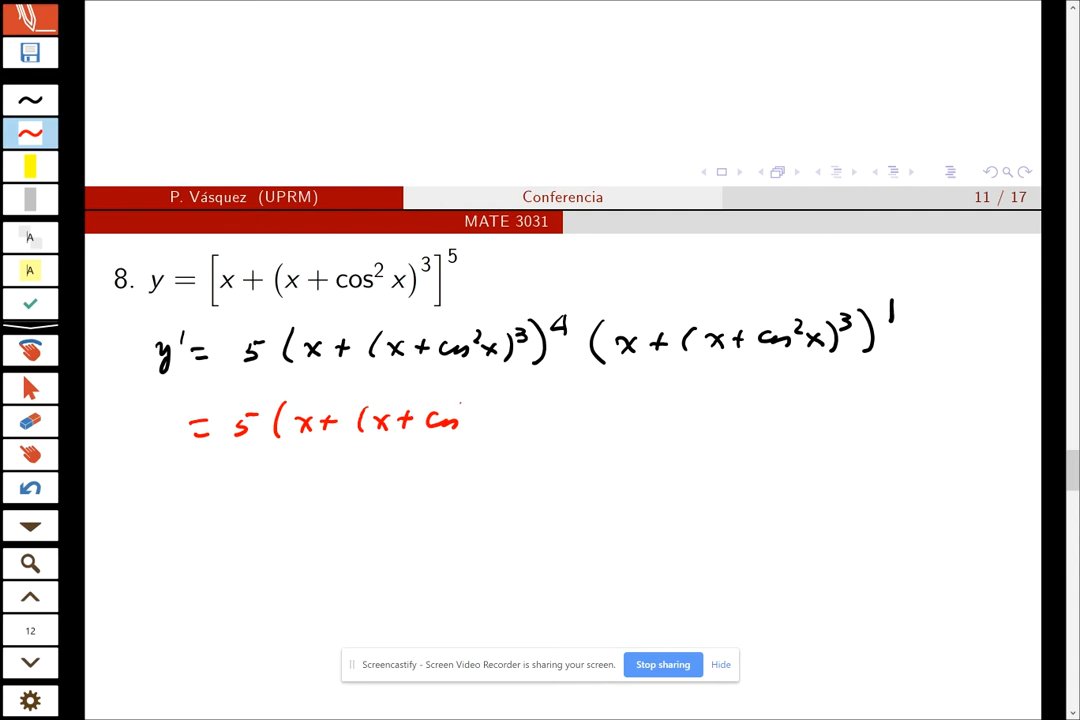 P. Vásquez (UPRM) Conferencia 11 / 17
MATE 3031
8. y = [x + (x + cos² x)³]⁵
y' = 5 (x + (x + cos²x)³)⁴ (x + (x + cos²x)³)'
= 5 (x + (x + cos
A
A
12
Screencastify - Screen Video Recorder is sharing your screen. Stop sharing Hide